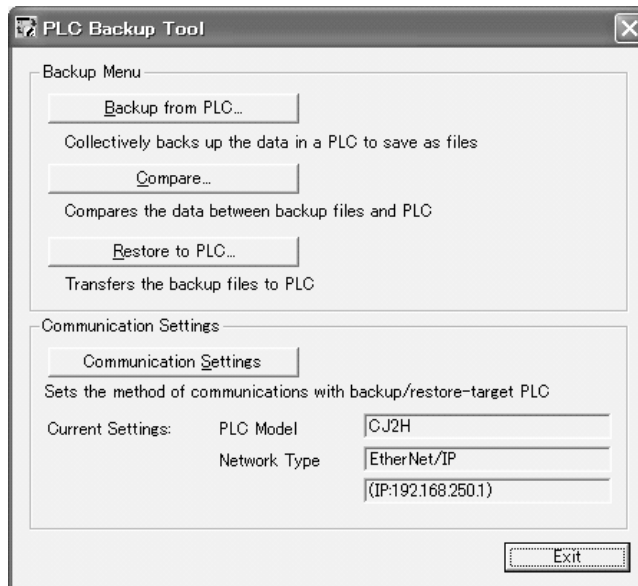 PLC Backup Tool
Backup Menu
Backup from PLC...
Collectively backs up the data in a PLC to save as files
Compare...
Compares the data between backup files and PLC
Restore to PLC...
Transfers the backup files to PLC
Communication Settings
Communication Settings
Sets the method of communications with backup/restore-target PLC
Current Settings: PLC Model CJ2H
Network Type EtherNet/IP
(IP:192.168.250.1)
Exit